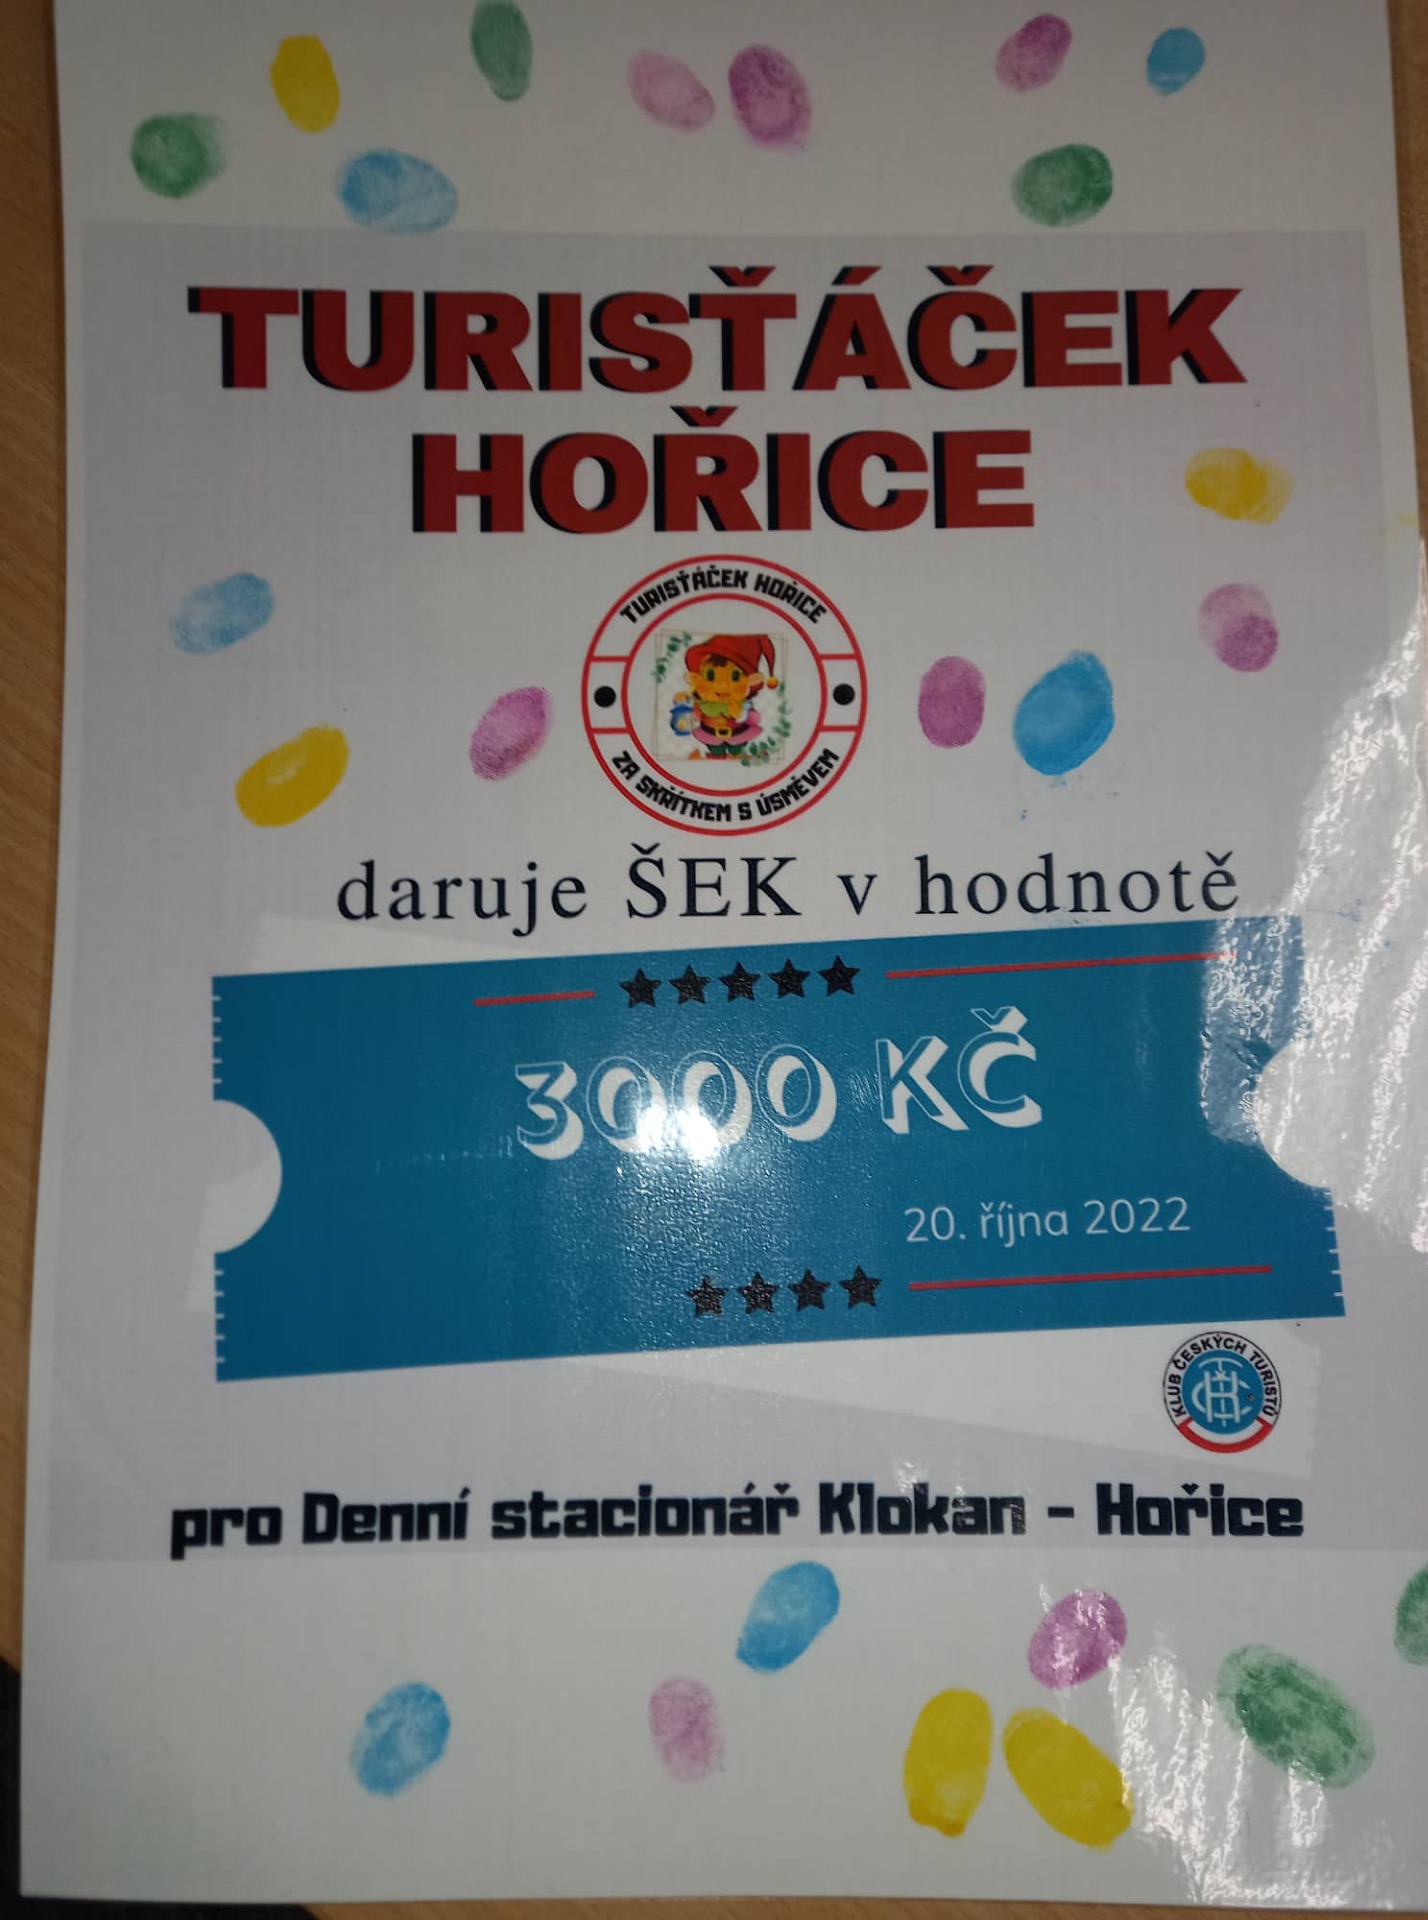 TURISŤÁČEK
HOŘICE
TURISŤÁČEK HOŘICE
ZA SKŘÍTKEM S ÚSMĚVEM
daruje ŠEK v hodnotě
3000 KČ
20. října 2022
KLUB ČESKÝCH TURISTŮ
KČT
pro Denní stacionář Klokan - Hořice